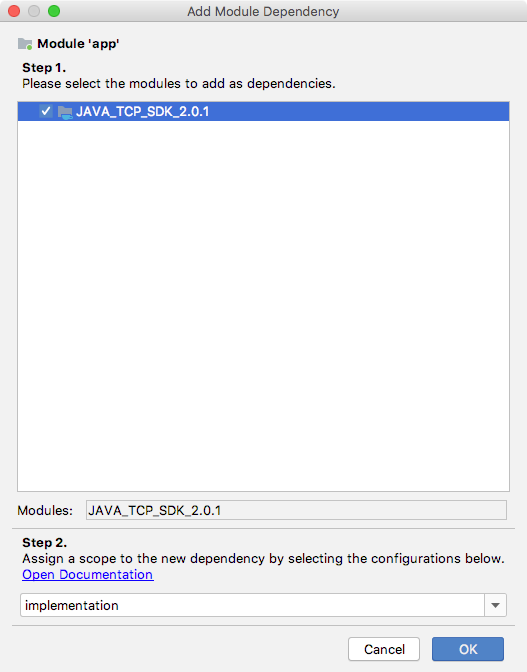 Add Module Dependency
Module 'app'
Step 1.
Please select the modules to add as dependencies.
JAVA_TCP_SDK_2.0.1
Modules: JAVA_TCP_SDK_2.0.1
Step 2.
Assign a scope to the new dependency by selecting the configurations below.
Open Documentation
implementation
Cancel OK